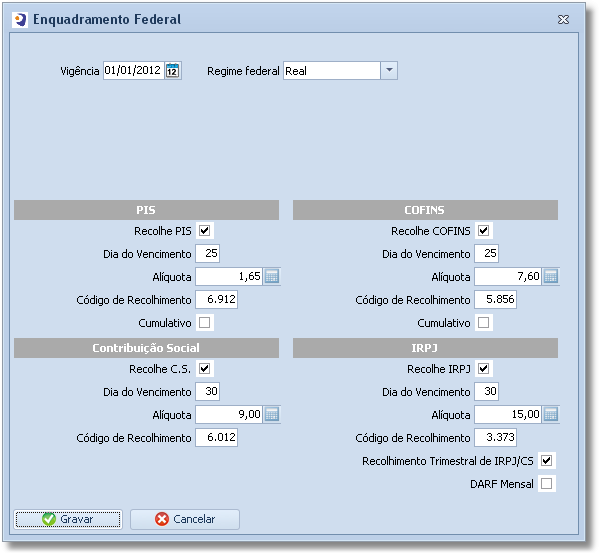 Enquadramento Federal
Vigência 01/01/2012 12 Regime federal Real
PIS COFINS
Recolhe PIS Recolhe COFINS
Dia do Vencimento 25 Dia do Vencimento 25
Alíquota 1,65 Alíquota 7,60
Código de Recolhimento 6.912 Código de Recolhimento 5.856
Cumulativo Cumulativo
Contribuição Social IRPJ
Recolhe C.S. Recolhe IRPJ
Dia do Vencimento 30 Dia do Vencimento 30
Alíquota 9,00 Alíquota 15,00
Código de Recolhimento 6.012 Código de Recolhimento 3.373
Recolhimento Trimestral de IRPJ/CS
DARF Mensal
Gravar Cancelar